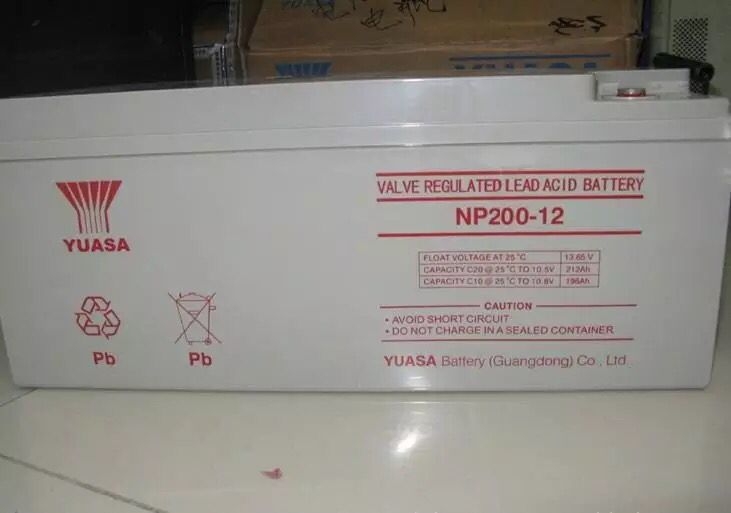 YUASA
VALVE REGULATED LEAD ACID BATTERY
NP200-12
YUASA
FLOAT VOLTAGE AT 25 °C 13.65 V
CAPACITY C20 @ 25 °C TO 10.5V 212Ah
CAPACITY C10 @ 25 °C TO 10.8V 196Ah
CAUTION
• AVOID SHORT CIRCUIT
• DO NOT CHARGE IN A SEALED CONTAINER
Pb
Pb
YUASA Battery (Guangdong) Co., Ltd.